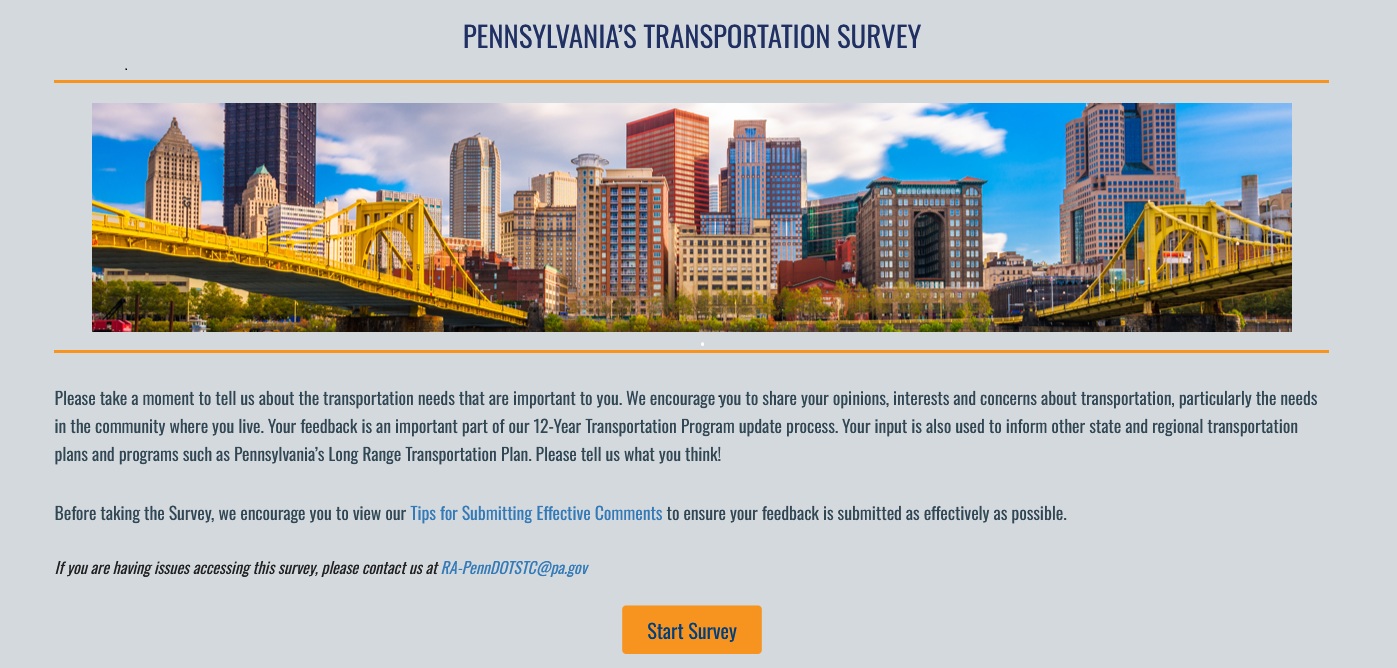 PENNSYLVANIA’S TRANSPORTATION SURVEY
.
.
Please take a moment to tell us about the transportation needs that are important to you. We encourage you to share your opinions, interests and concerns about transportation, particularly the needs
in the community where you live. Your feedback is an important part of our 12-Year Transportation Program update process. Your input is also used to inform other state and regional transportation
plans and programs such as Pennsylvania’s Long Range Transportation Plan. Please tell us what you think!
Before taking the Survey, we encourage you to view our Tips for Submitting Effective Comments to ensure your feedback is submitted as effectively as possible.
If you are having issues accessing this survey, please contact us at RA-PennDOTSTC@pa.gov
Start Survey